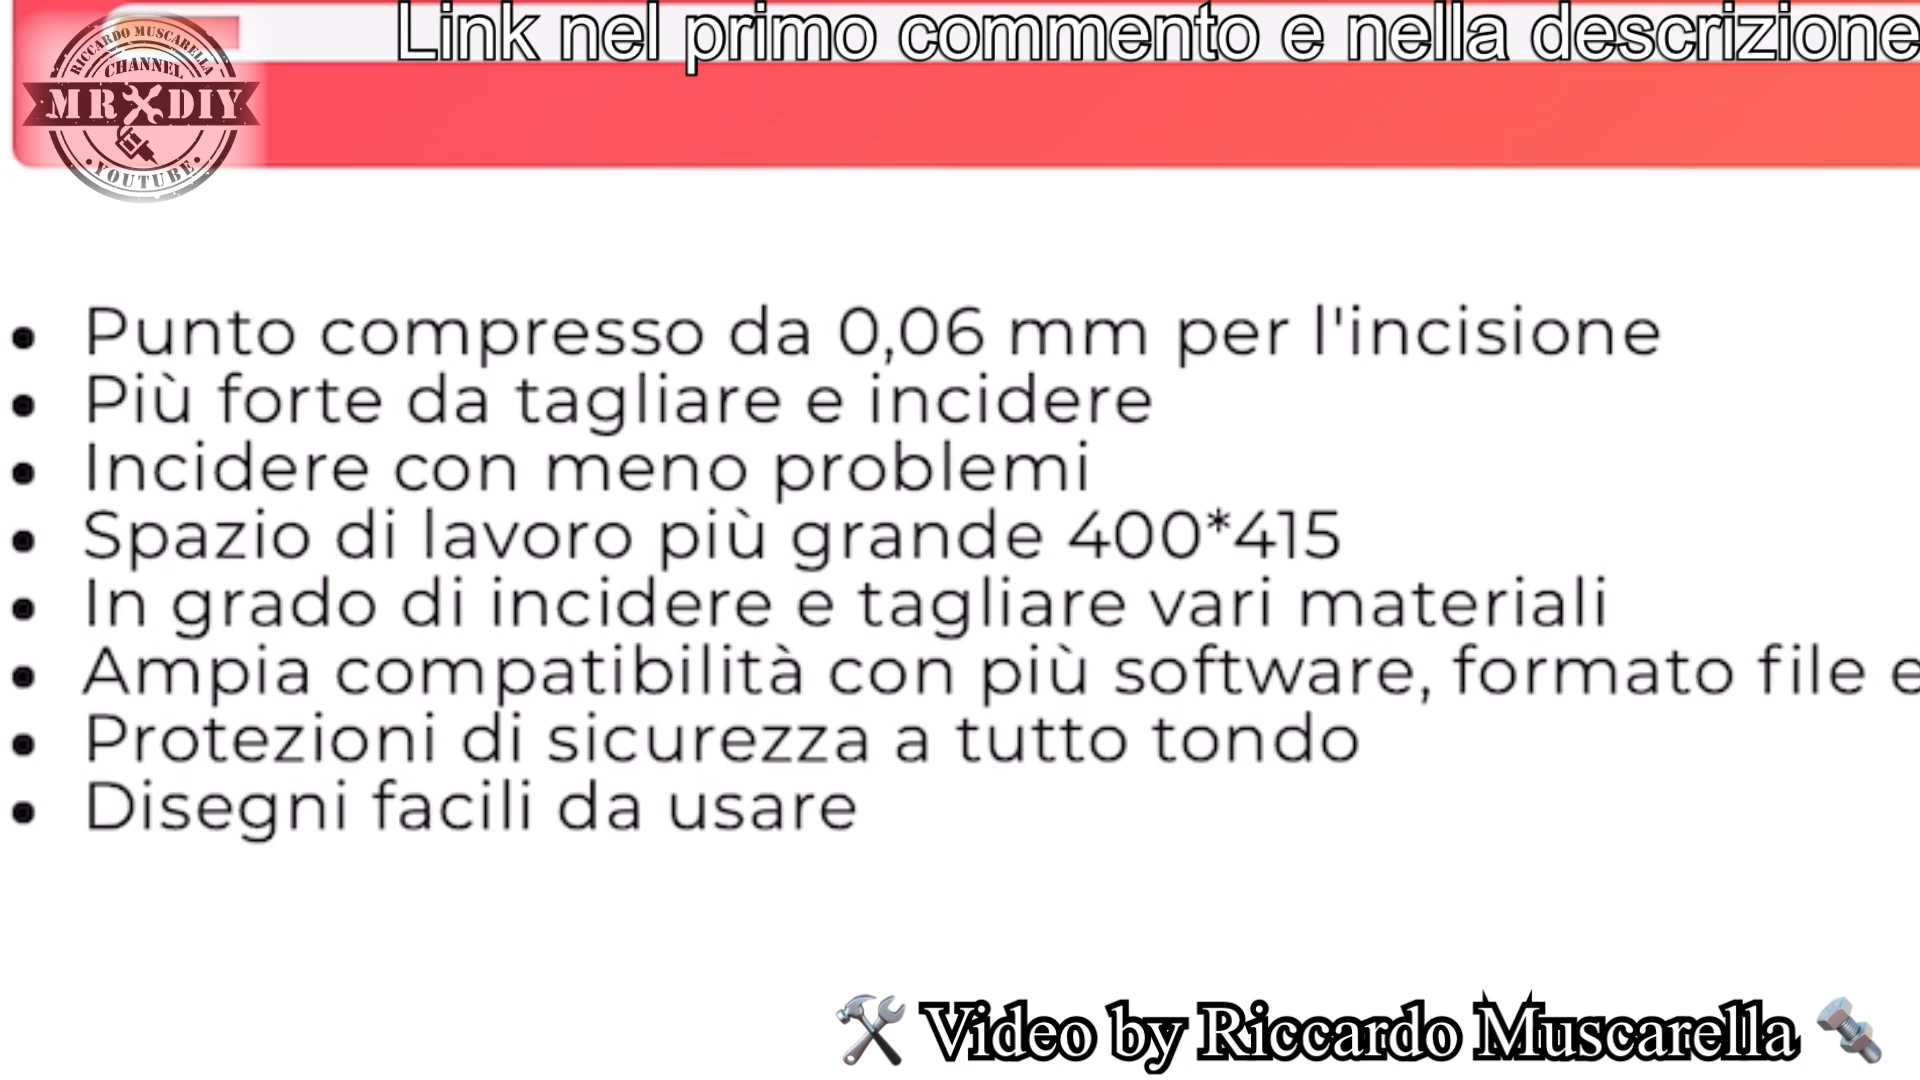 Link nel primo commento e nella descrizione
RICCARDO MUSCARELLA
CHANNEL
MR DIY
YOUTUBE
Punto compresso da 0,06 mm per l'incisione
Più forte da tagliare e incidere
Incidere con meno problemi
Spazio di lavoro più grande 400*415
In grado di incidere e tagliare vari materiali
Ampia compatibilità con più software, formato file e
Protezioni di sicurezza a tutto tondo
Disegni facili da usare
Video by Riccardo Muscarella